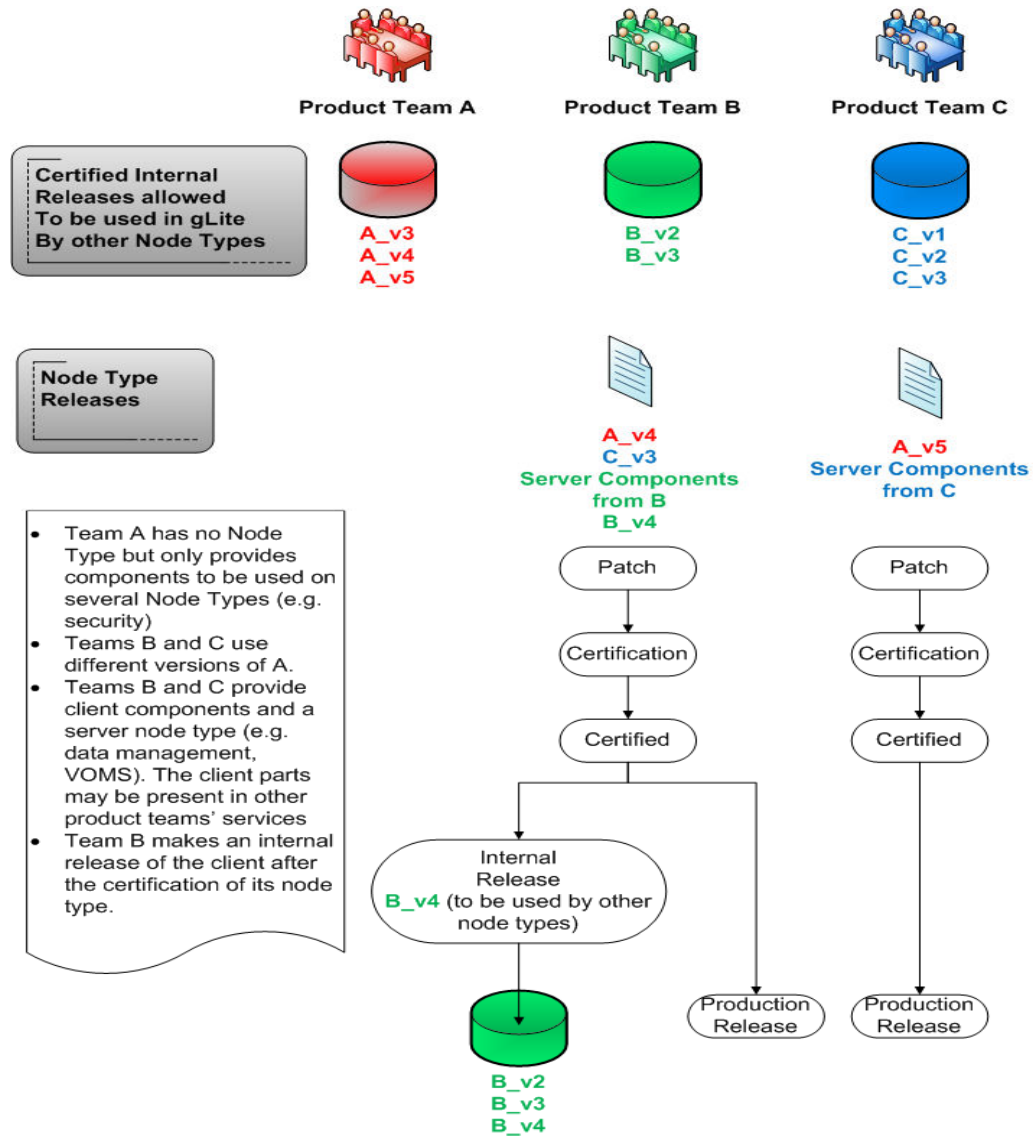 Product Team A
Product Team B
Product Team C
Certified Internal
Releases allowed
To be used in gLite
By other Node Types
A_v3
A_v4
A_v5
B_v2
B_v3
C_v1
C_v2
C_v3
Node Type
Releases
A_v4
C_v3
Server Components
from B
B_v4
A_v5
Server Components
from C
• Team A has no Node
Type but only provides
components to be used on
several Node Types (e.g.
security)
• Teams B and C use
different versions of A.
• Teams B and C provide
client components and a
server node type (e.g.
data management,
VOMS). The client parts
may be present in other
product teams’ services
• Team B makes an internal
release of the client after
the certification of its node
type.
Patch
Certification
Certified
Internal
Release
B_v4 (to be used by other
node types)
Production
Release
B_v2
B_v3
B_v4
Patch
Certification
Certified
Production
Release